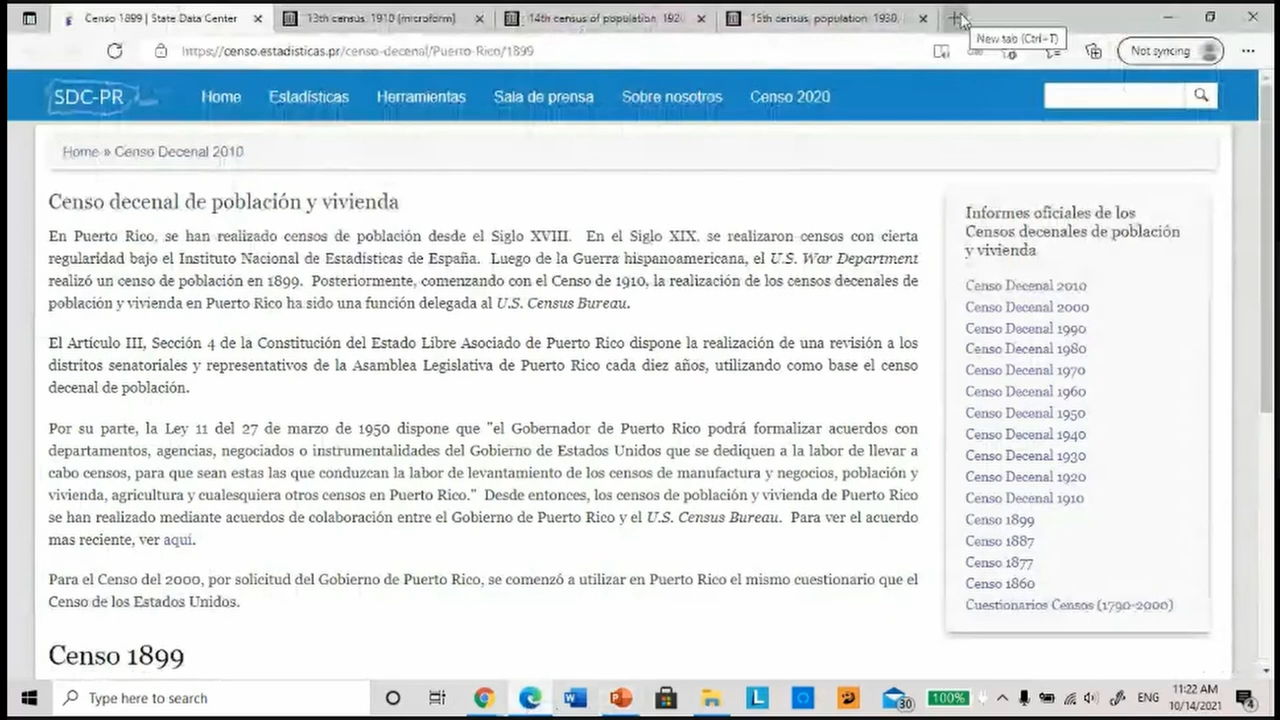 Censo 1899 | State Data Center
13th census, 1910 [microform]
14th census of population, 192
15th census, population, 1930,
https://censo.estadisticas.pr/censo-decenal/Puerto-Rico/1899
New tab (Ctrl+T)
Not syncing
SDC-PR
Home
Estadísticas
Herramientas
Sala de prensa
Sobre nosotros
Censo 2020
Home » Censo Decenal 2010
Censo decenal de población y vivienda
En Puerto Rico, se han realizado censos de población desde el Siglo XVIII. En el Siglo XIX, se realizaron censos con cierta
regularidad bajo el Instituto Nacional de Estadísticas de España. Luego de la Guerra hispanoamericana, el U.S. War Department
realizó un censo de población en 1899. Posteriormente, comenzando con el Censo de 1910, la realización de los censos decenales de
población y vivienda en Puerto Rico ha sido una función delegada al U.S. Census Bureau.
El Artículo III, Sección 4 de la Constitución del Estado Libre Asociado de Puerto Rico dispone la realización de una revisión a los
distritos senatoriales y representativos de la Asamblea Legislativa de Puerto Rico cada diez años, utilizando como base el censo
decenal de población.
Por su parte, la Ley 11 del 27 de marzo de 1950 dispone que "el Gobernador de Puerto Rico podrá formalizar acuerdos con
departamentos, agencias, negociados o instrumentalidades del Gobierno de Estados Unidos que se dediquen a la labor de llevar a
cabo censos, para que sean estas las que conduzcan la labor de levantamiento de los censos de manufactura y negocios, población y
vivienda, agricultura y cualesquiera otros censos en Puerto Rico." Desde entonces, los censos de población y vivienda de Puerto Rico
se han realizado mediante acuerdos de colaboración entre el Gobierno de Puerto Rico y el U.S. Census Bureau. Para ver el acuerdo
mas reciente, ver aquí.
Para el Censo del 2000, por solicitud del Gobierno de Puerto Rico, se comenzó a utilizar en Puerto Rico el mismo cuestionario que el
Censo de los Estados Unidos.
Censo 1899
Informes oficiales de los
Censos decenales de población
y vivienda
Censo Decenal 2010
Censo Decenal 2000
Censo Decenal 1990
Censo Decenal 1980
Censo Decenal 1970
Censo Decenal 1960
Censo Decenal 1950
Censo Decenal 1940
Censo Decenal 1930
Censo Decenal 1920
Censo Decenal 1910
Censo 1899
Censo 1887
Censo 1877
Censo 1860
Cuestionarios Censos (1790-2000)
Type here to search
30
100%
ENG
11:22 AM
10/14/2021
4